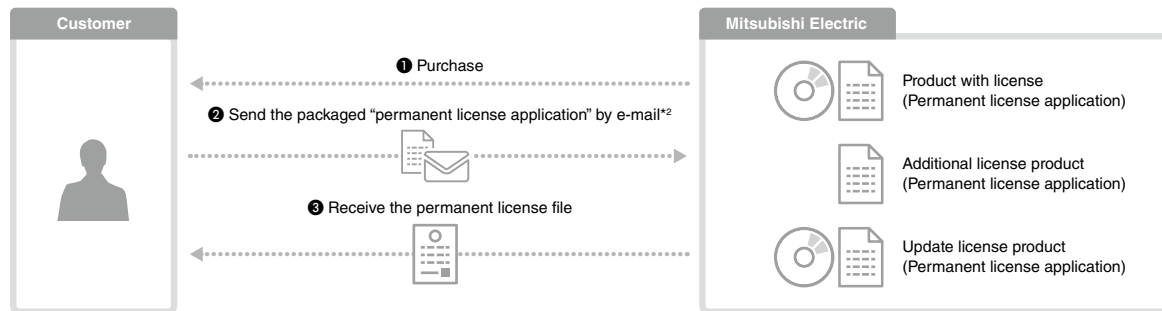 Customer
Mitsubishi Electric
❶ Purchase
❷ Send the packaged “permanent license application” by e-mail*2
❸ Receive the permanent license file
Product with license
(Permanent license application)
Additional license product
(Permanent license application)
Update license product
(Permanent license application)